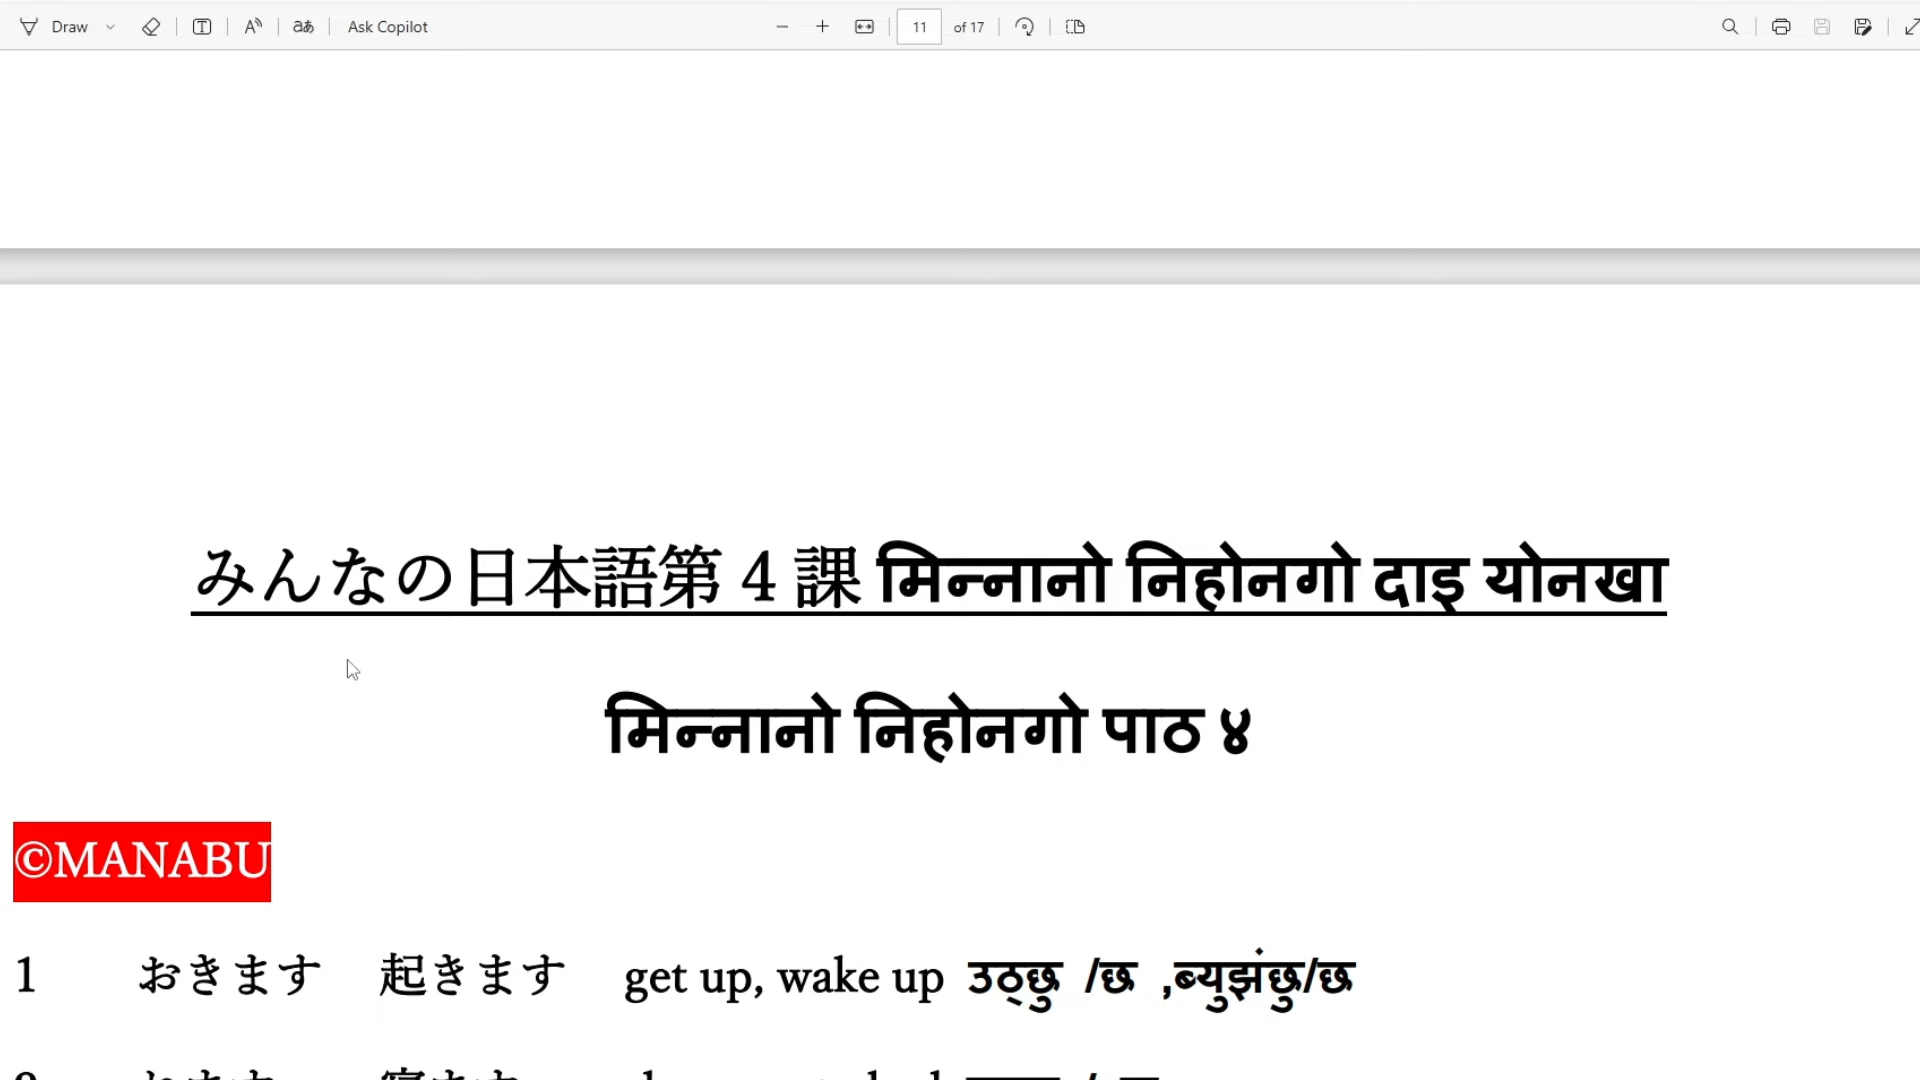 Draw Ask Copilot 11 of 17
みんなの日本語第４課 मिन्नानो निहोनगो दाइ योनखा
मिन्नानो निहोनगो पाठ ४
©MANABU
1 おきます 起きます get up, wake up उठ्छु /छ ,ब्युझंछु/छ